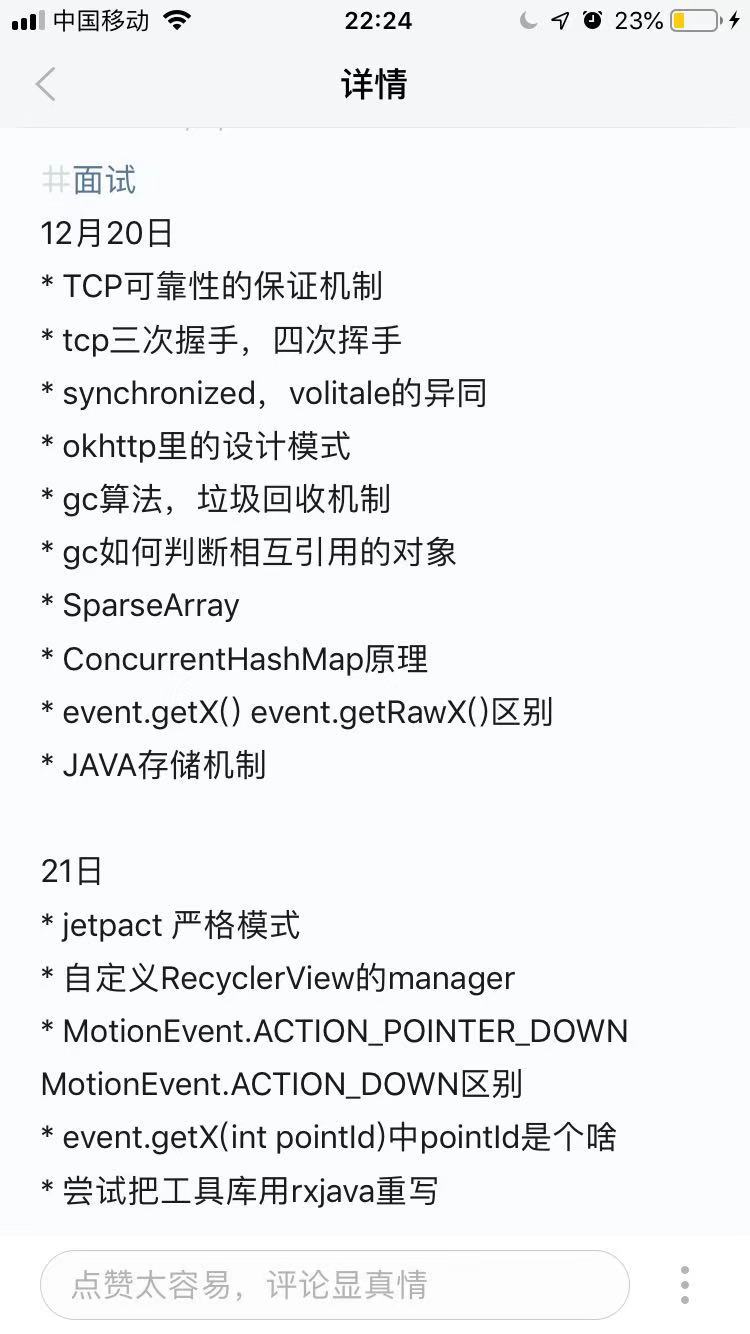 中国移动 22:24 23%
详情
#面试
12月20日
* TCP可靠性的保证机制
* tcp三次握手，四次挥手
* synchronized，volitale的异同
* okhttp里的设计模式
* gc算法，垃圾回收机制
* gc如何判断相互引用的对象
* SparseArray
* ConcurrentHashMap原理
* event.getX() event.getRawX()区别
* JAVA存储机制
21日
* jetpact 严格模式
* 自定义RecyclerView的manager
* MotionEvent.ACTION_POINTER_DOWN
MotionEvent.ACTION_DOWN区别
* event.getX(int pointId)中pointId是个啥
* 尝试把工具库用rxjava重写
点赞太容易，评论显真情